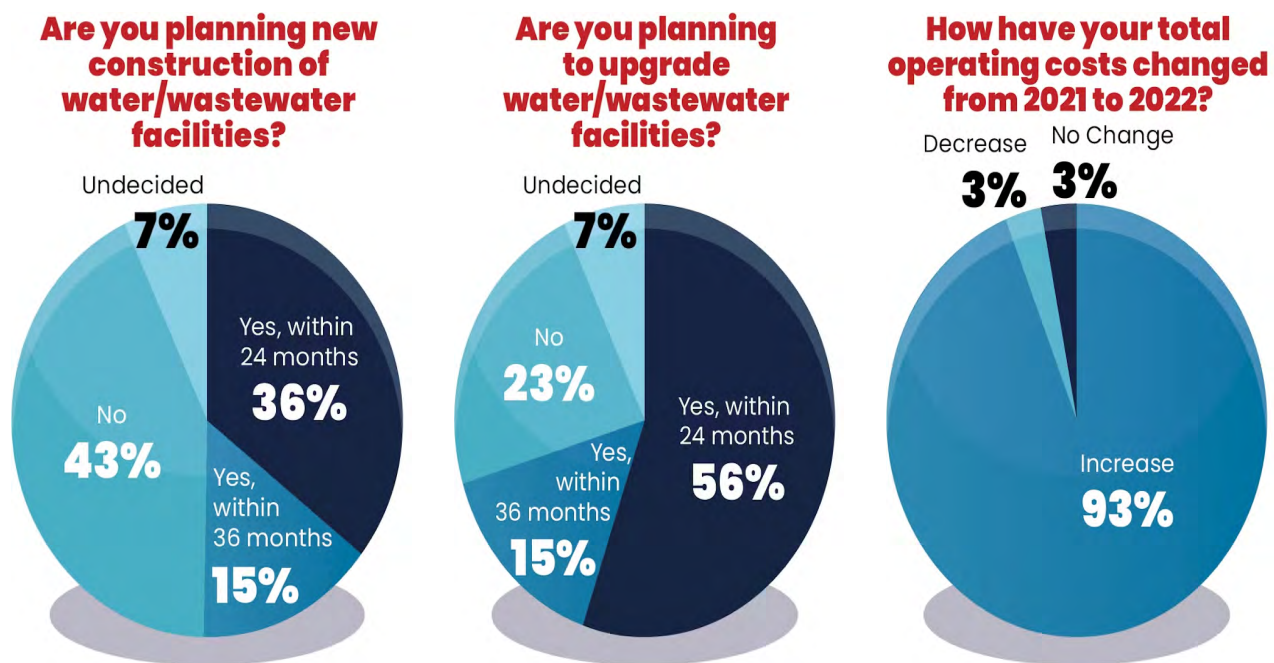 Are you planning new
construction of
water/wastewater
facilities?
Undecided
7%
Yes, within
24 months
36%
No
43%
Yes,
within
36 months
15%
Are you planning
to upgrade
water/wastewater
facilities?
Undecided
7%
No
23%
Yes, within
24 months
56%
Yes,
within
36 months
15%
How have your total
operating costs changed
from 2021 to 2022?
Decrease
3%
No Change
3%
Increase
93%